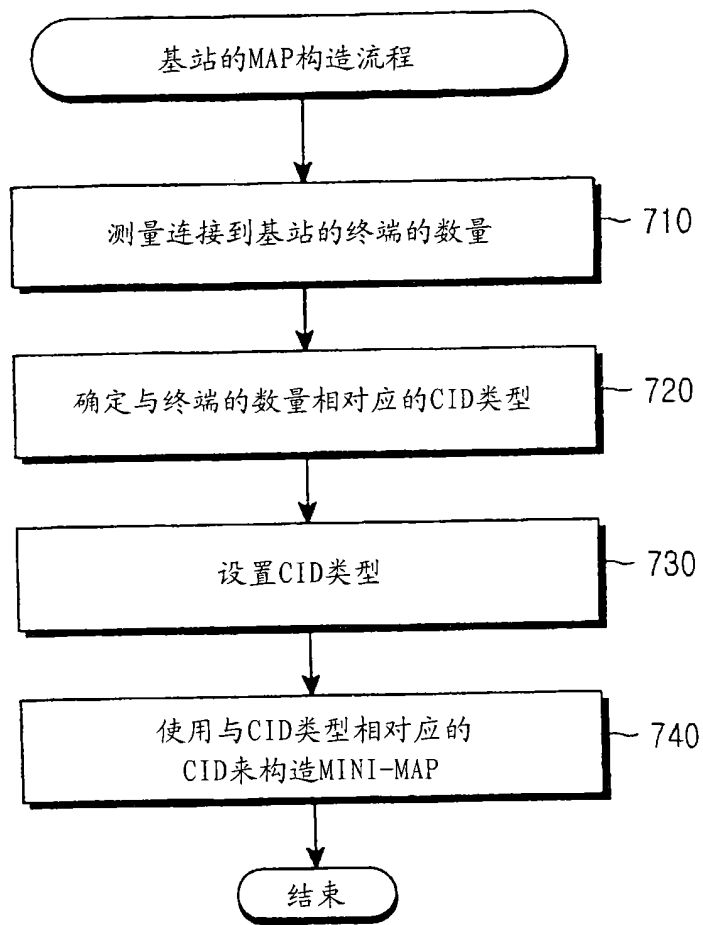 基站的MAP构造流程
测量连接到基站的终端的数量
710
确定与终端的数量相对应的CID类型
720
设置CID类型
730
使用与CID类型相对应的
CID来构造MINI-MAP
740
结束